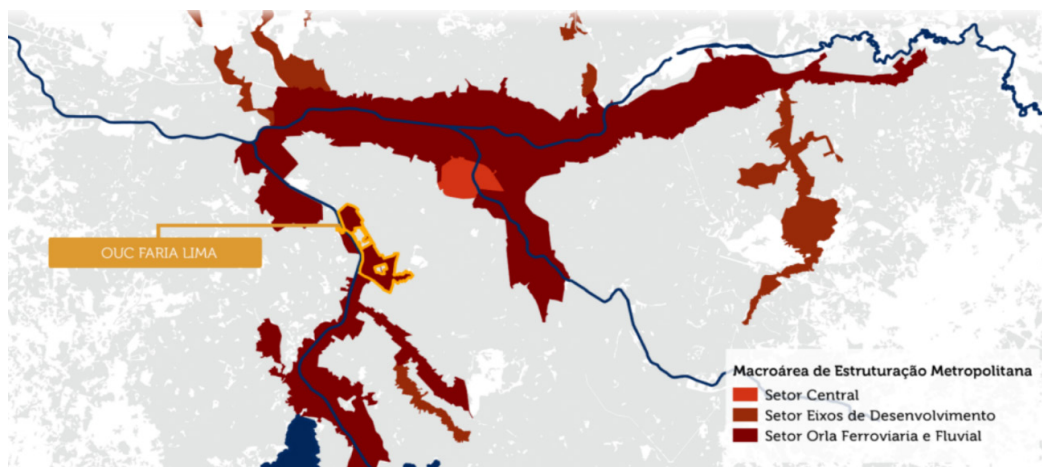 OUC FARIA LIMA
Macroárea de Estruturação Metropolitana
Setor Central
Setor Eixos de Desenvolvimento
Setor Orla Ferroviaria e Fluvial